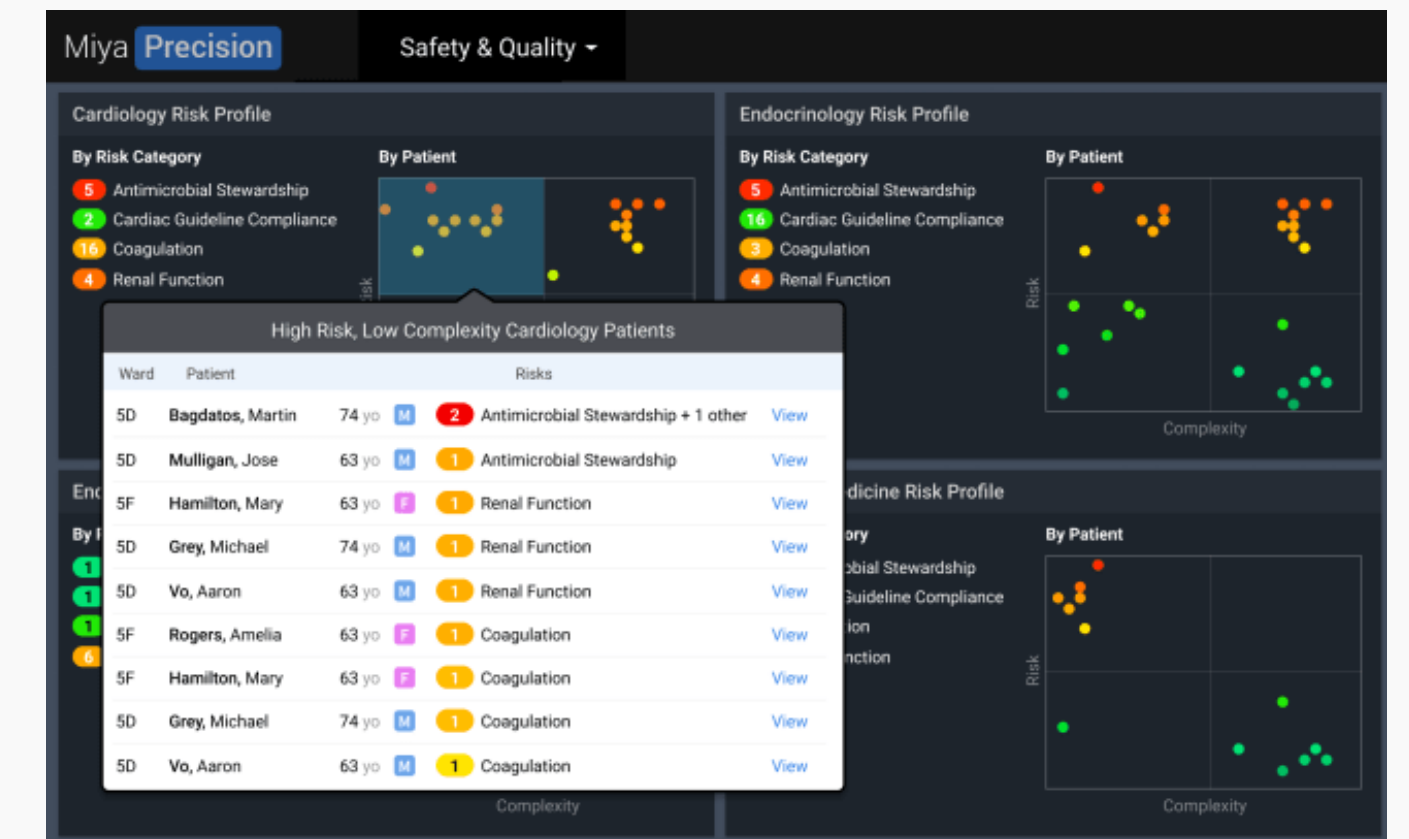 Miya Precision
Safety & Quality
Cardiology Risk Profile
By Risk Category
By Patient
5 Antimicrobial Stewardship
2 Cardiac Guideline Compliance
16 Coagulation
4 Renal Function
Endocrinology Risk Profile
By Risk Category
By Patient
5 Antimicrobial Stewardship
16 Cardiac Guideline Compliance
3 Coagulation
4 Renal Function
Risk
Complexity
High Risk, Low Complexity Cardiology Patients
Ward Patient Risks
5D Bagdatos, Martin 74 yo M 2 Antimicrobial Stewardship + 1 other View
5D Mulligan, Jose 63 yo M 1 Antimicrobial Stewardship View
5F Hamilton, Mary 63 yo F 1 Renal Function View
5D Grey, Michael 74 yo M 1 Renal Function View
5D Vo, Aaron 63 yo M 1 Renal Function View
5F Rogers, Amelia 63 yo F 1 Coagulation View
5F Hamilton, Mary 63 yo F 1 Coagulation View
5D Grey, Michael 74 yo M 1 Coagulation View
5D Vo, Aaron 63 yo M 1 Coagulation View
Complexity
By
1
1
1
6
Risk Profile
By Patient
Stewardship
Guideline Compliance
Risk
Complexity